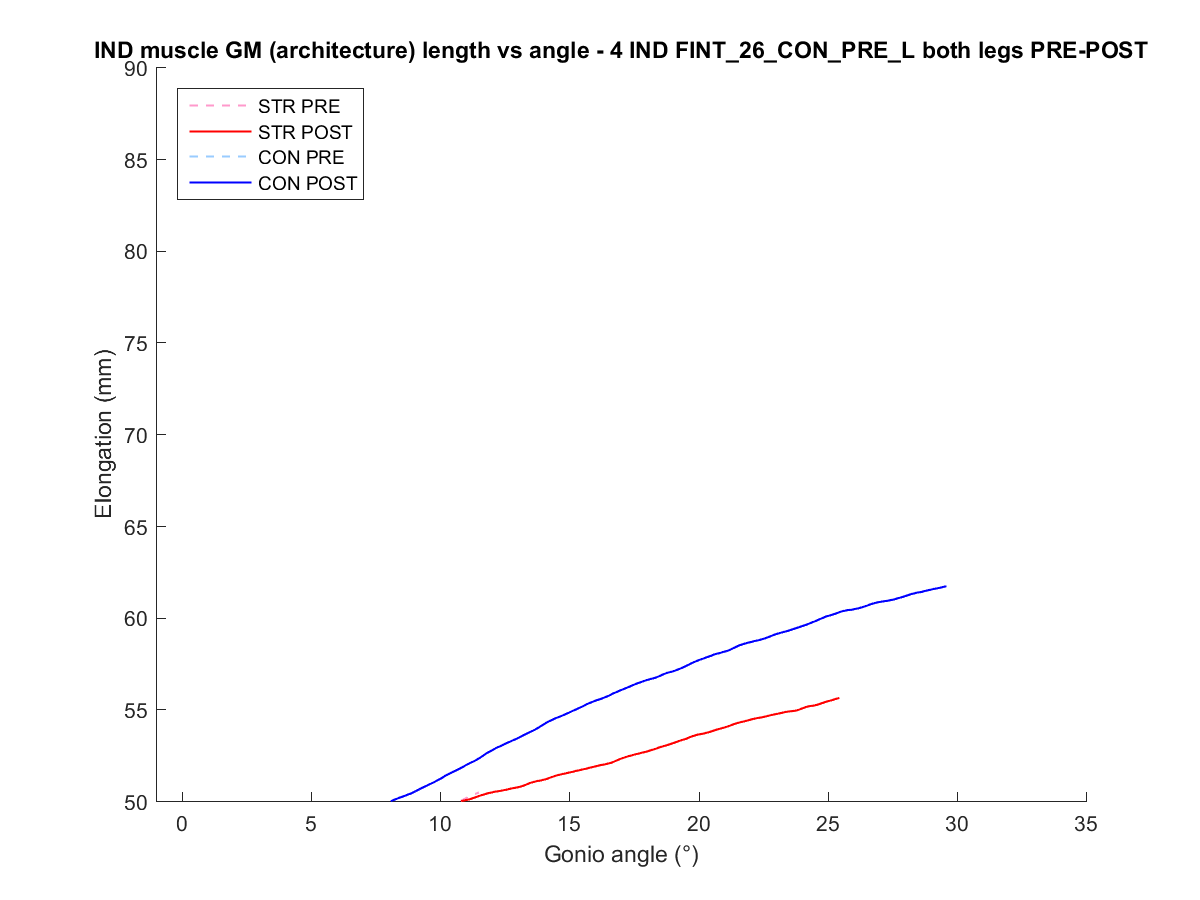 IND muscle GM (architecture) length vs angle - 4 IND FINT_26_CON_PRE_L both legs PRE-POST
90
85
80
75
70
65
60
55
50
Elongation (mm)
STR PRE
STR POST
CON PRE
CON POST
0 5 10 15 20 25 30 35
Gonio angle (°)